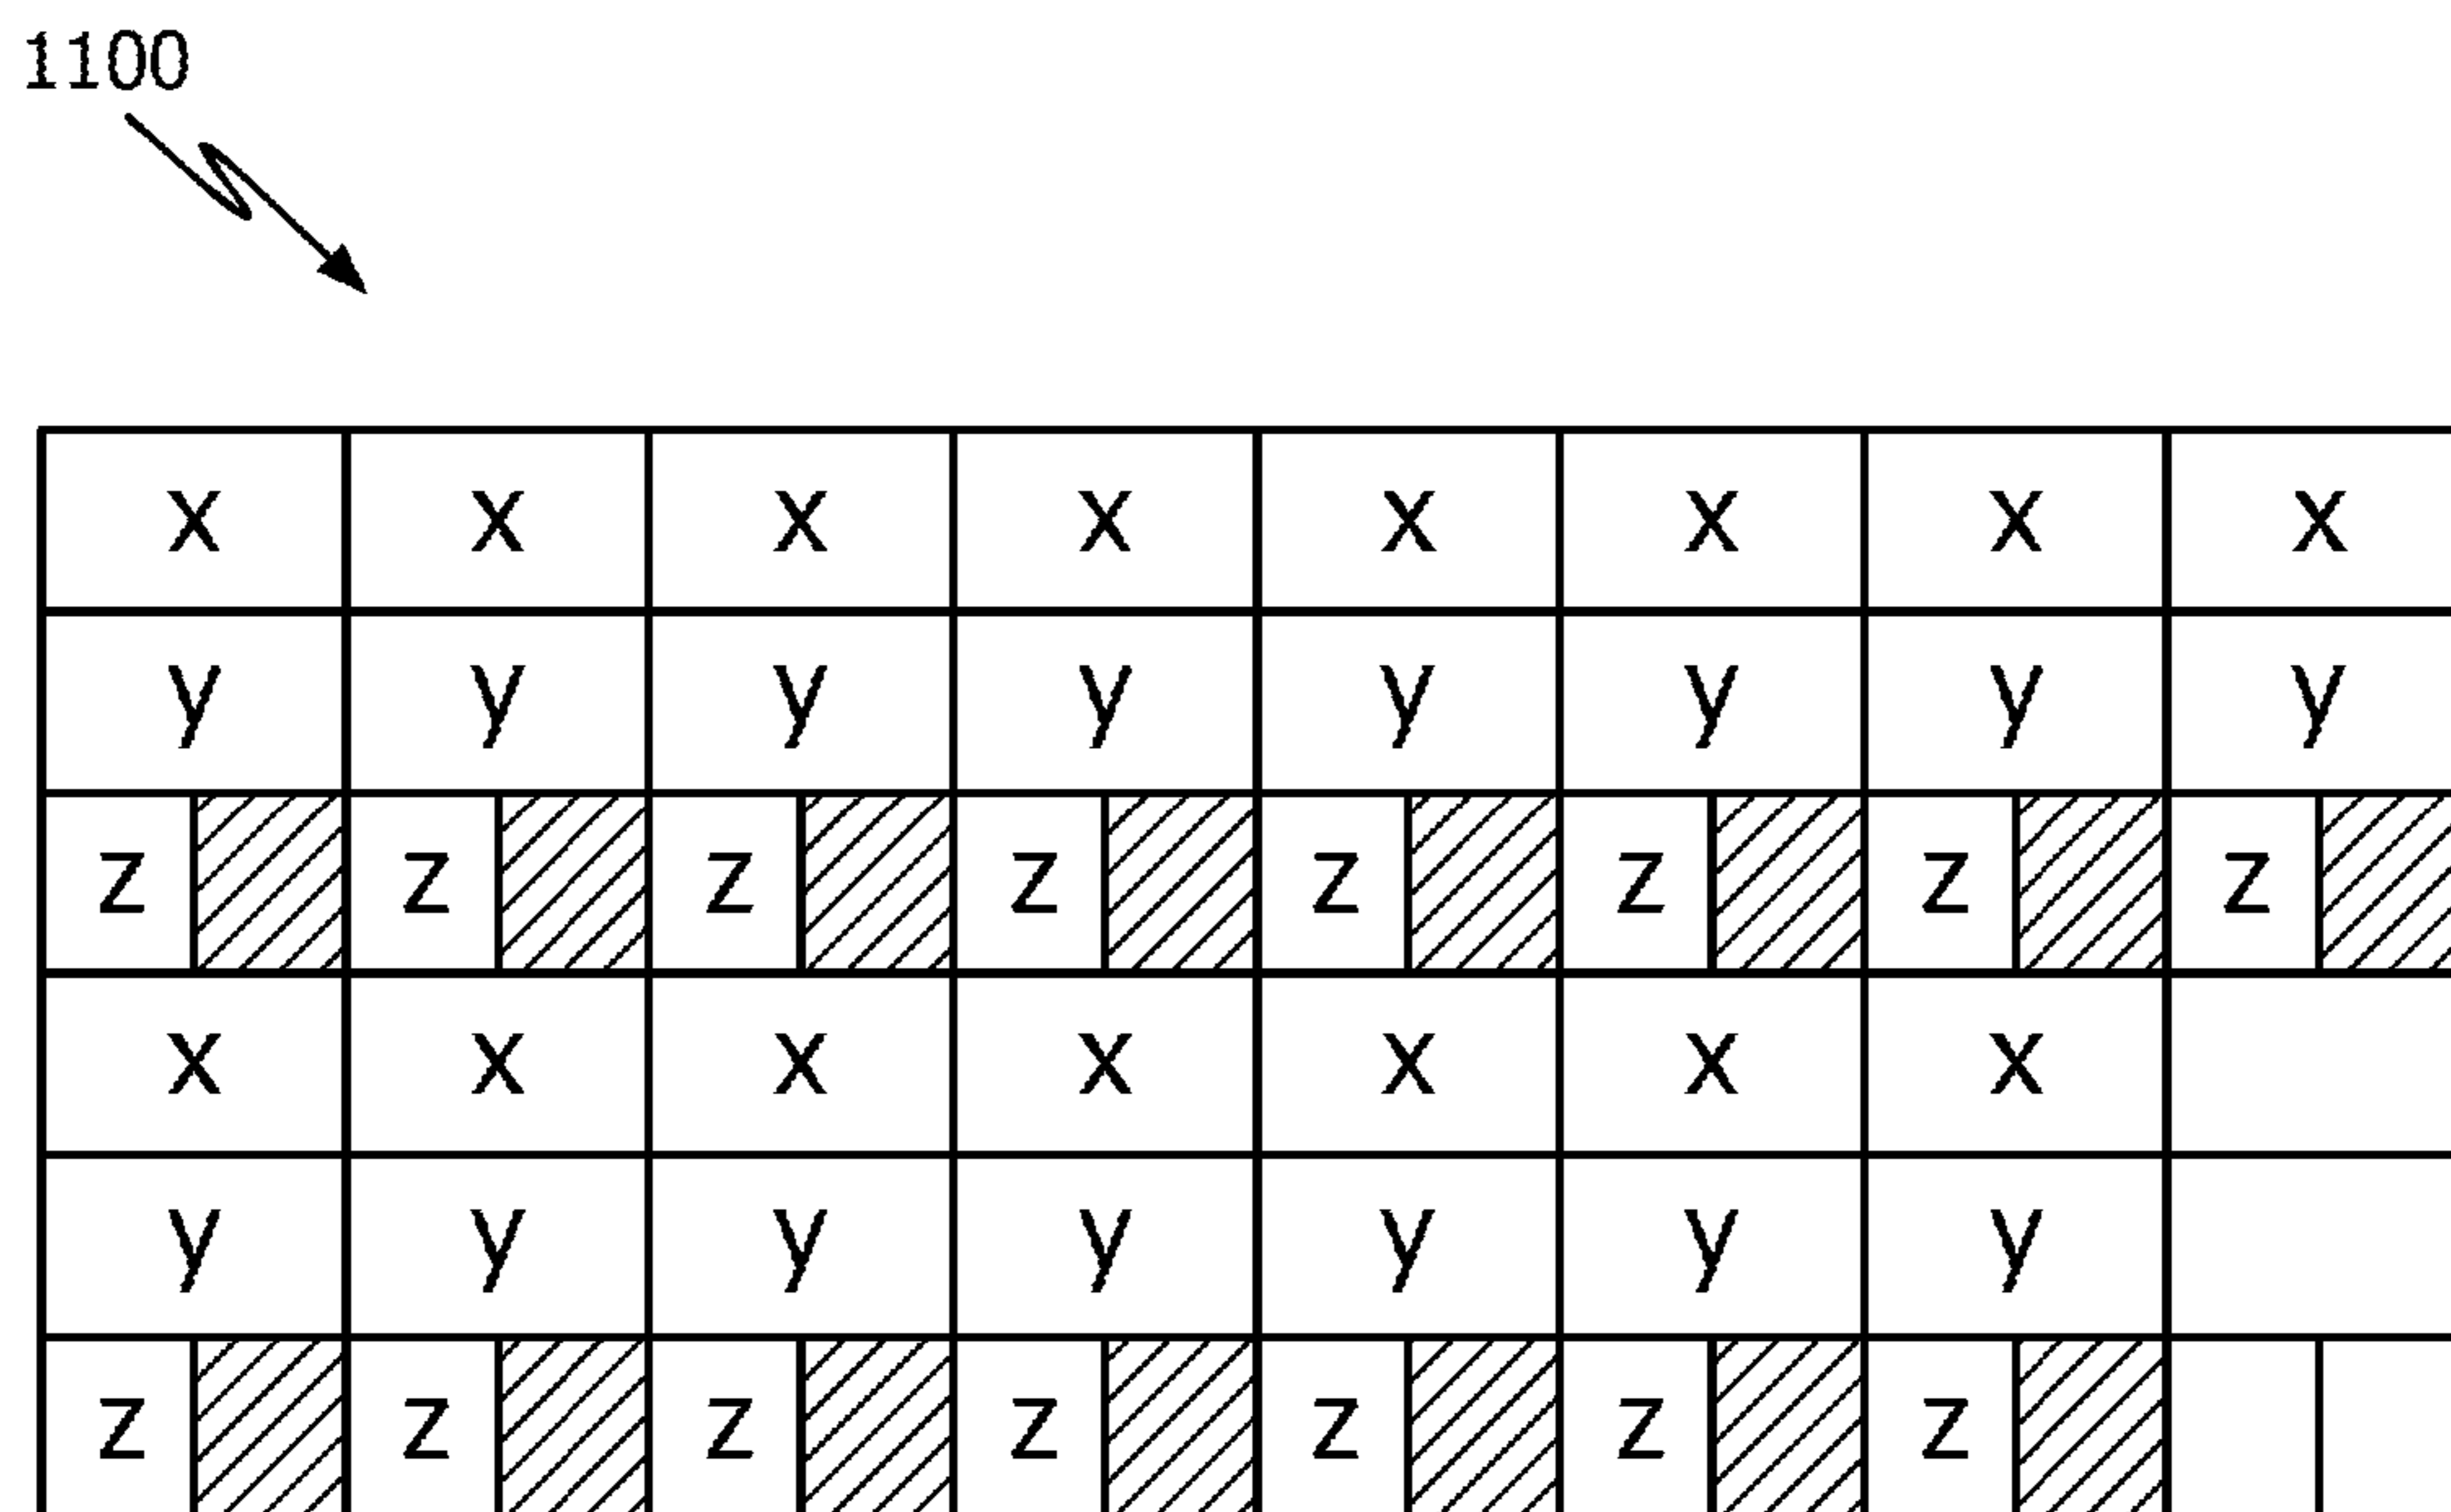 1100
x x x x x x x x
y y y y y y y y
z z z z z z z z
x x x x x x x
y y y y y y y
z z z z z z z